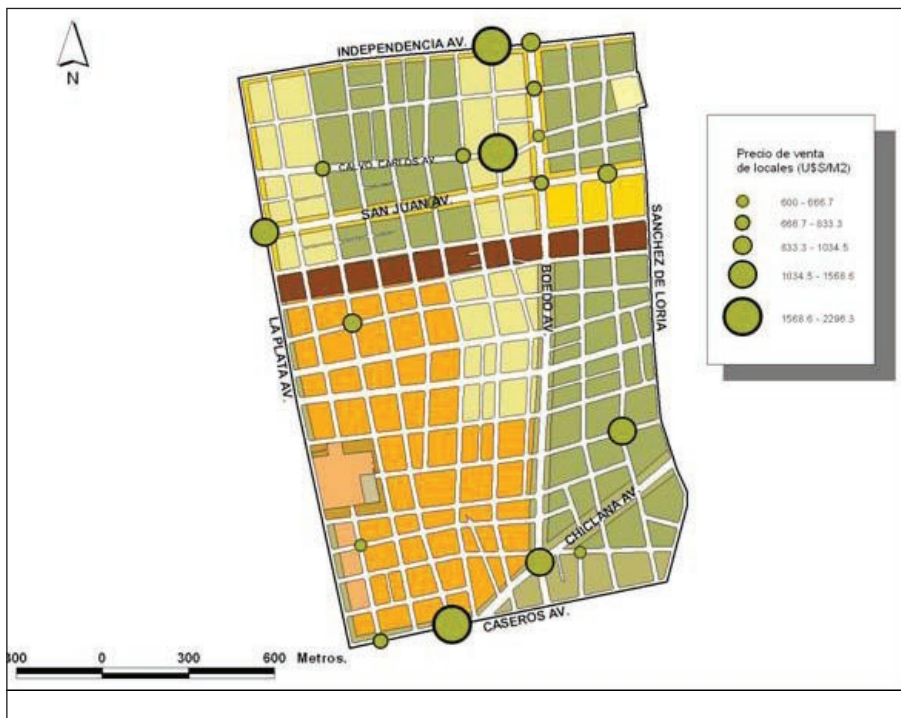 N
INDEPENDENCIA AV.
CALVO, CARLOS AV.
SAN JUAN AV.
SANCHEZ DE LORIA
BOEDO AV.
LA PLATA AV.
CHICLANA AV.
CASEROS AV.
Precio de venta
de locales (U$S/M2)
600 - 666.7
666.7 - 833.3
833.3 - 1034.5
1034.5 - 1568.6
1568.6 - 2296.3
300 0 300 600 Metros.